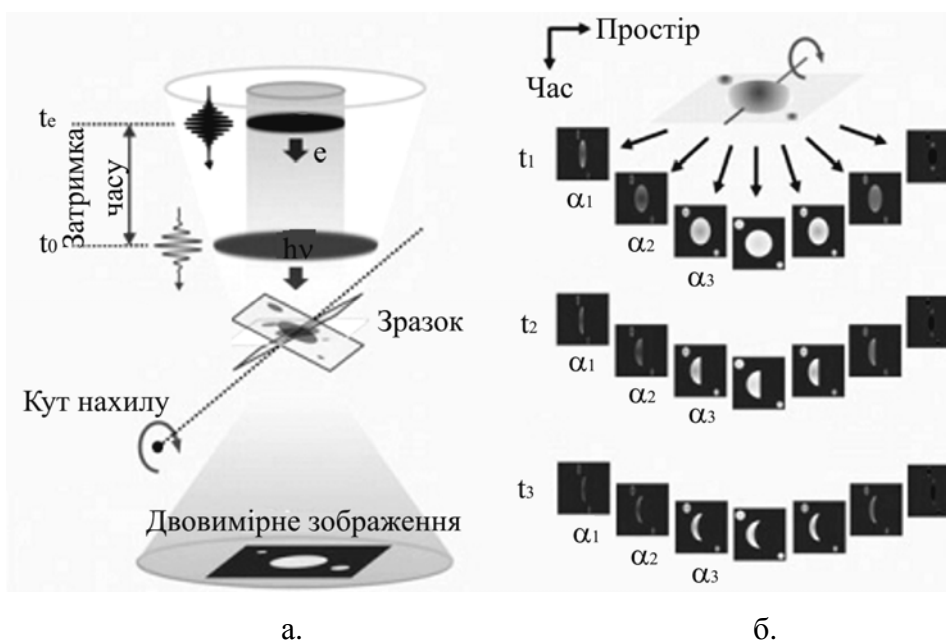 tе
Затримка
часу
t0
e
hν
Зразок
Кут нахилу
Двовимірне зображення
а.
Простір
Час
t1
α1
α2
α3
t2
α1
α2
α3
t3
α1
α2
α3
б.